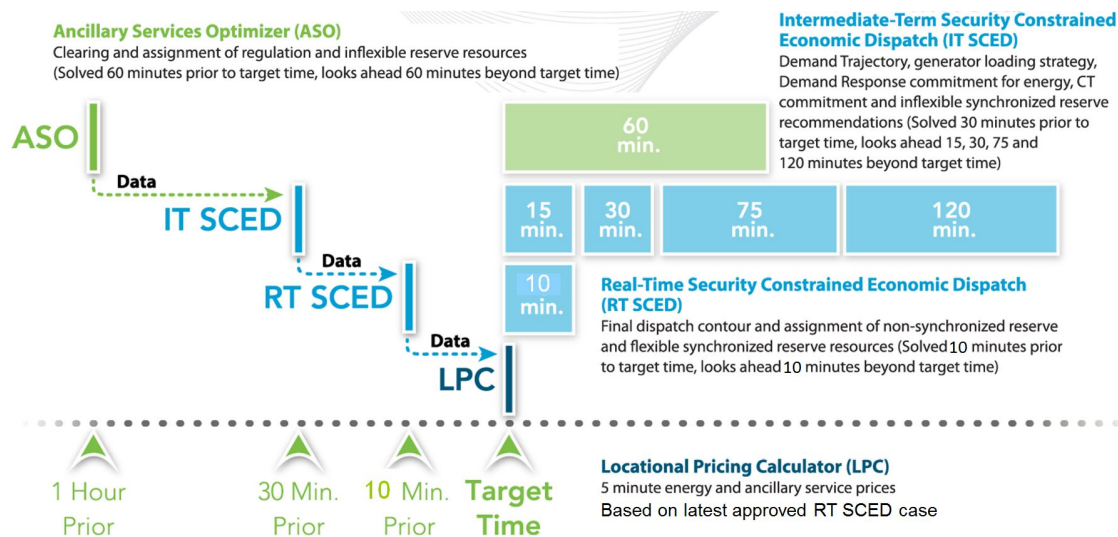 Ancillary Services Optimizer (ASO)
Clearing and assignment of regulation and inflexible reserve resources
(Solved 60 minutes prior to target time, looks ahead 60 minutes beyond target time)
Intermediate-Term Security Constrained
Economic Dispatch (IT SCED)
Demand Trajectory, generator loading strategy,
Demand Response commitment for energy, CT
commitment and inflexible synchronized reserve
recommendations (Solved 30 minutes prior to
target time, looks ahead 15, 30, 75 and
120 minutes beyond target time)
ASO
60
min.
Data
IT SCED
15
min.
30
min.
75
min.
120
min.
Data
RT SCED
10
min.
Real-Time Security Constrained Economic Dispatch
(RT SCED)
Final dispatch contour and assignment of non-synchronized reserve
and flexible synchronized reserve resources (Solved 10 minutes prior
to target time, looks ahead 10 minutes beyond target time)
Data
LPC
1 Hour
Prior
30 Min.
Prior
10 Min.
Prior
Target
Time
Locational Pricing Calculator (LPC)
5 minute energy and ancillary service prices
Based on latest approved RT SCED case